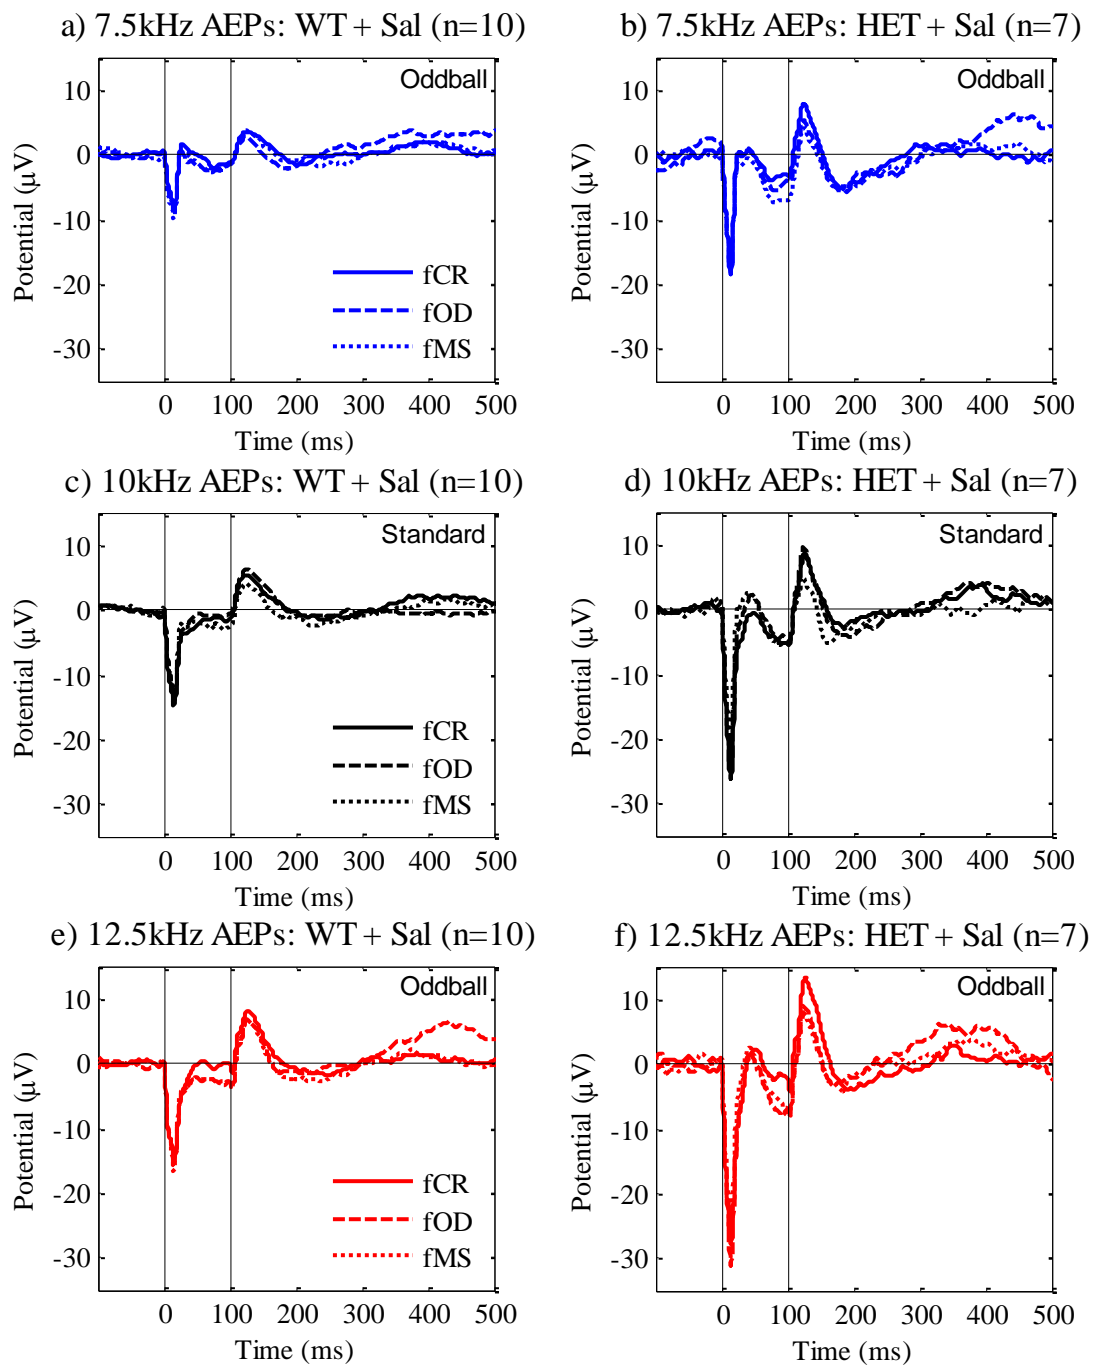 a) 7.5kHz AEPs: WT + Sal (n=10)
Oddball
10
0
-10
-20
-30
Potential (µV)
fCR
fOD
fMS
0 100 200 300 400 500
Time (ms)
b) 7.5kHz AEPs: HET + Sal (n=7)
Oddball
10
0
-10
-20
-30
Potential (µV)
0 100 200 300 400 500
Time (ms)
c) 10kHz AEPs: WT + Sal (n=10)
Standard
10
0
-10
-20
-30
Potential (µV)
fCR
fOD
fMS
0 100 200 300 400 500
Time (ms)
d) 10kHz AEPs: HET + Sal (n=7)
Standard
10
0
-10
-20
-30
Potential (µV)
0 100 200 300 400 500
Time (ms)
e) 12.5kHz AEPs: WT + Sal (n=10)
Oddball
10
0
-10
-20
-30
Potential (µV)
fCR
fOD
fMS
0 100 200 300 400 500
Time (ms)
f) 12.5kHz AEPs: HET + Sal (n=7)
Oddball
10
0
-10
-20
-30
Potential (µV)
0 100 200 300 400 500
Time (ms)